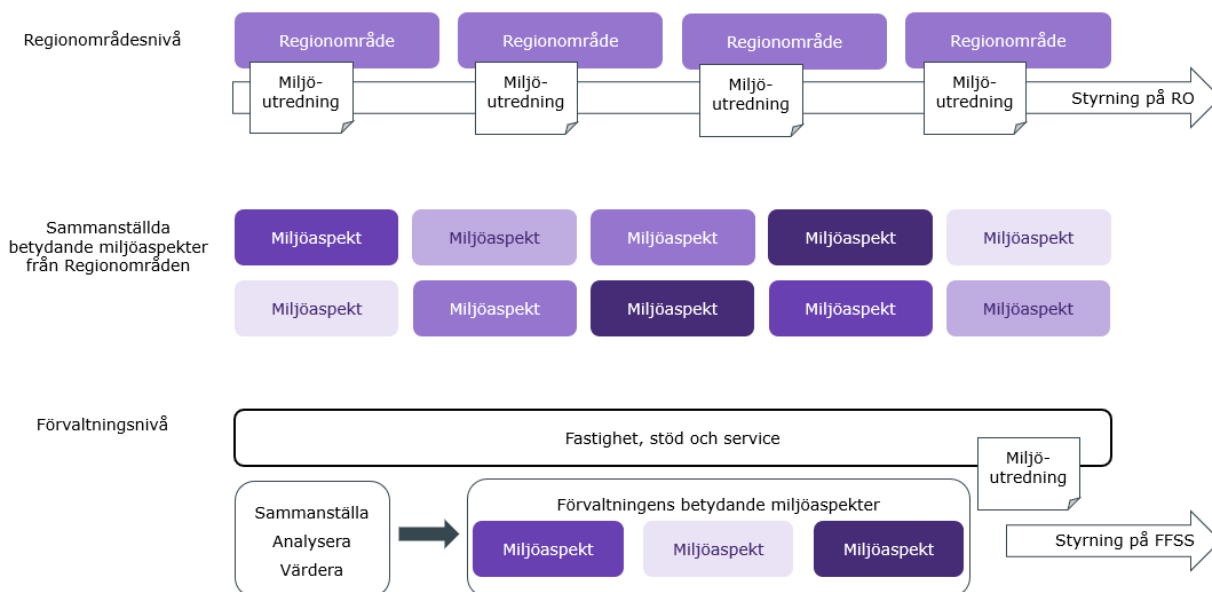 Regionområdesnivå
Regionområde
Regionområde
Regionområde
Regionområde
Miljö-
utredning
Miljö-
utredning
Miljö-
utredning
Miljö-
utredning
Styrning på RO
Sammanställda
betydande miljöaspekter
från Regionområden
Miljöaspekt
Miljöaspekt
Miljöaspekt
Miljöaspekt
Miljöaspekt
Miljöaspekt
Miljöaspekt
Miljöaspekt
Miljöaspekt
Miljöaspekt
Förvaltningsnivå
Fastighet, stöd och service
Miljö-
utredning
Sammanställa
Analysera
Värdera
Förvaltningens betydande miljöaspekter
Miljöaspekt
Miljöaspekt
Miljöaspekt
Styrning på FFSS